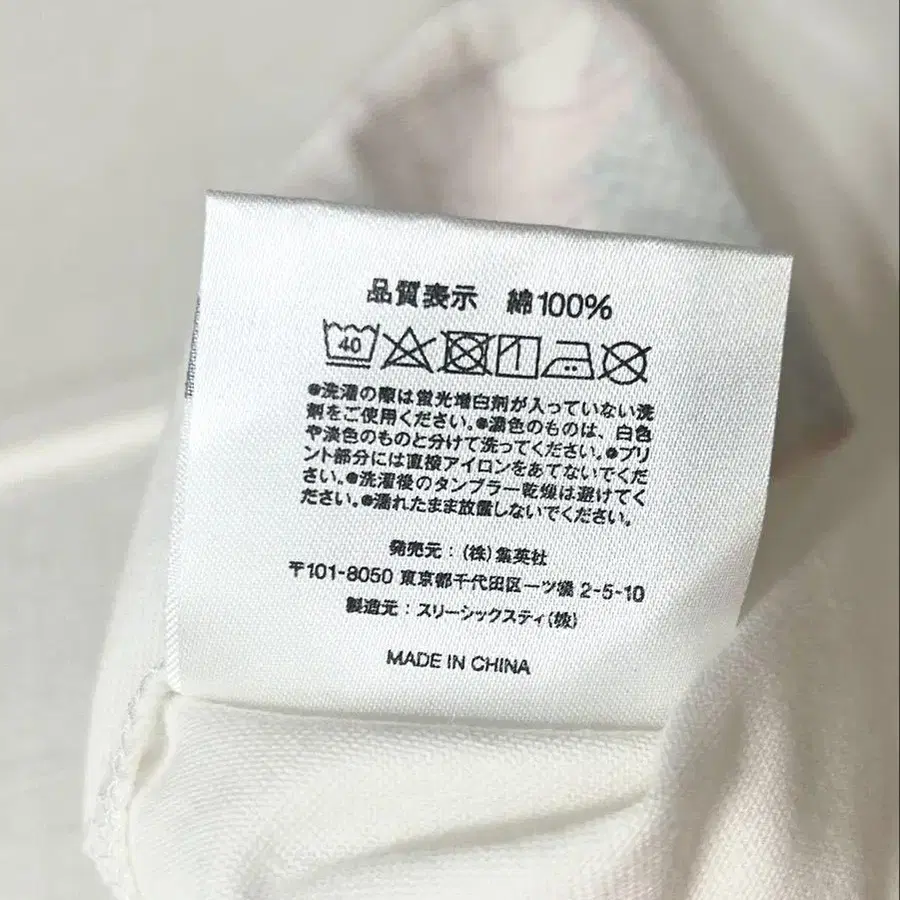 品質表示 綿100%
40
●洗濯の際は蛍光増白剤が入っていない洗
剤をご使用ください。●濃色のものは、白色
や淡色のものと分けて洗ってください。●プリ
ント部分には直接アイロンをあてないでくだ
さい。●洗濯後のタンブラー乾燥は避けてく
ださい。●濡れたまま放置しないでください。
発売元：(株)集英社
〒101-8050 東京都千代田区一ツ橋 2-5-10
製造元：スリーシックスティ(株)
MADE IN CHINA